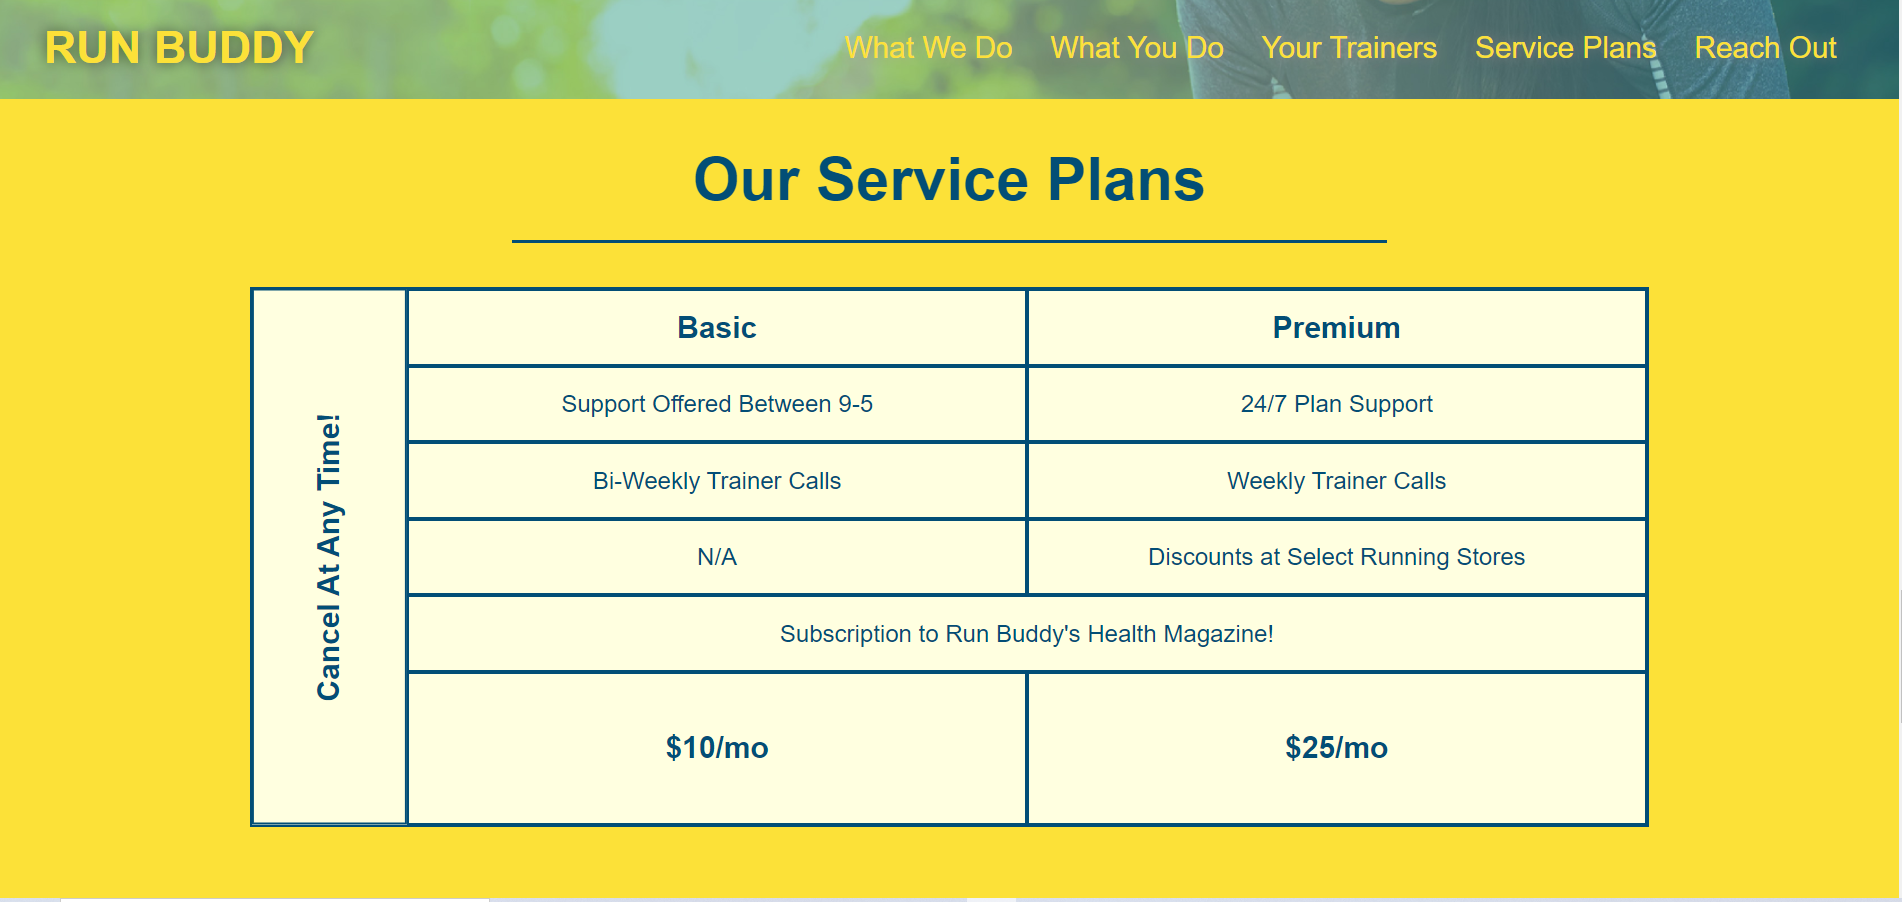 RUN BUDDY
What We Do
What You Do
Your Trainers
Service Plans
Reach Out
Our Service Plans
Cancel At Any Time!
Basic
Premium
Support Offered Between 9-5
24/7 Plan Support
Bi-Weekly Trainer Calls
Weekly Trainer Calls
N/A
Discounts at Select Running Stores
Subscription to Run Buddy's Health Magazine!
$10/mo
$25/mo